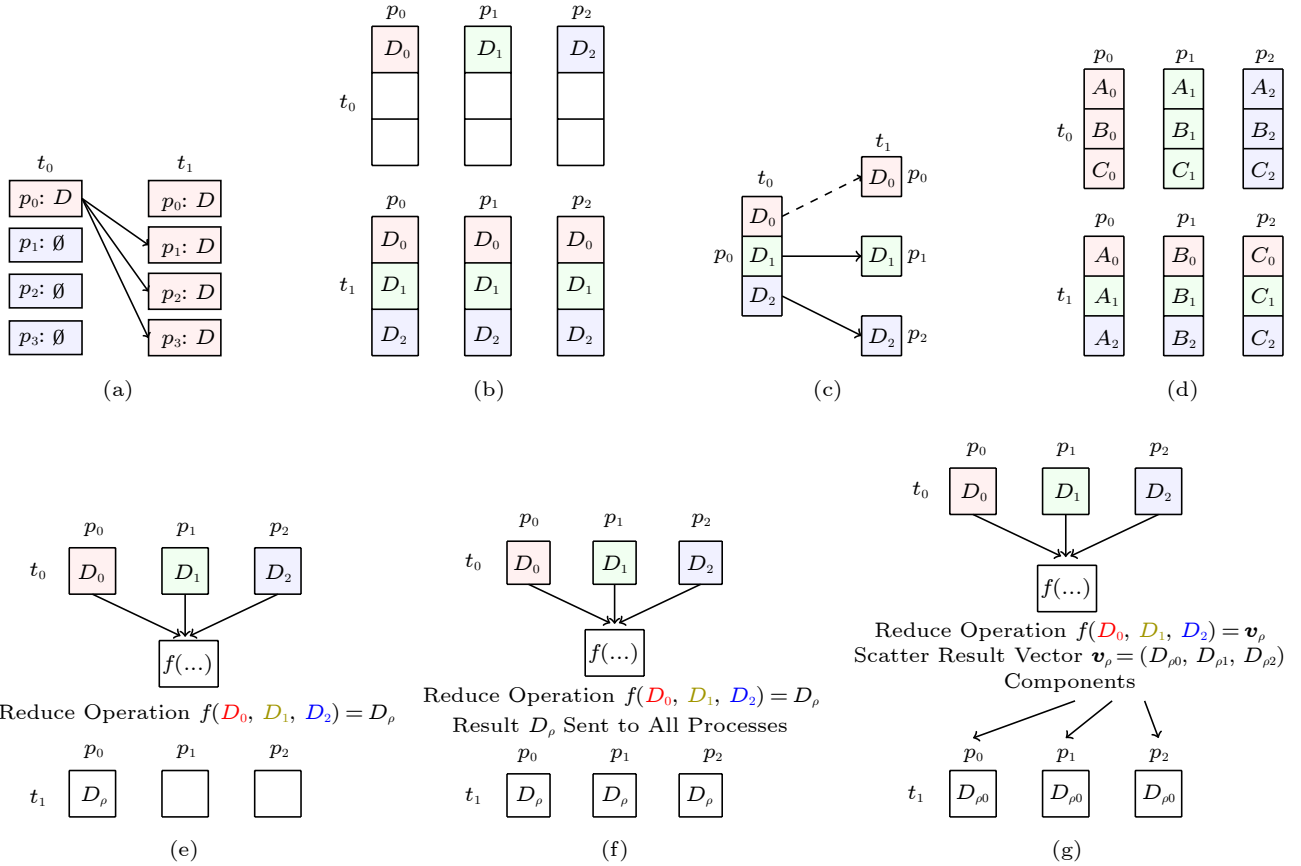 t₀ t₁
p₀: D p₀: D
p₁: ∅ p₁: D
p₂: ∅ p₂: D
p₃: ∅ p₃: D
(a)
p₀ p₁ p₂
D₀ D₁ D₂
t₀
p₀ p₁ p₂
D₀ D₀ D₀
t₁ D₁ D₁ D₁
D₂ D₂ D₂
(b)
t₁
D₀ p₀
t₀
D₀
p₀ D₁ D₁ p₁
D₂
D₂ p₂
(c)
p₀ p₁ p₂
A₀ A₁ A₂
t₀ B₀ B₁ B₂
C₀ C₁ C₂
p₀ p₁ p₂
A₀ B₀ C₀
t₁ A₁ B₁ C₁
A₂ B₂ C₂
(d)
p₀ p₁ p₂
t₀ D₀ D₁ D₂
f(...)
Reduce Operation f(D₀, D₁, D₂) = Dᵨ
p₀ p₁ p₂
t₁ Dᵨ
(e)
p₀ p₁ p₂
t₀ D₀ D₁ D₂
f(...)
Reduce Operation f(D₀, D₁, D₂) = Dᵨ
Result Dᵨ Sent to All Processes
p₀ p₁ p₂
t₁ Dᵨ Dᵨ Dᵨ
(f)
p₀ p₁ p₂
t₀ D₀ D₁ D₂
f(...)
Reduce Operation f(D₀, D₁, D₂) = vᵨ
Scatter Result Vector vᵨ = (Dᵨ₀, Dᵨ₁, Dᵨ₂)
Components
p₀ p₁ p₂
t₁ Dᵨ₀ Dᵨ₀ Dᵨ₀
(g)